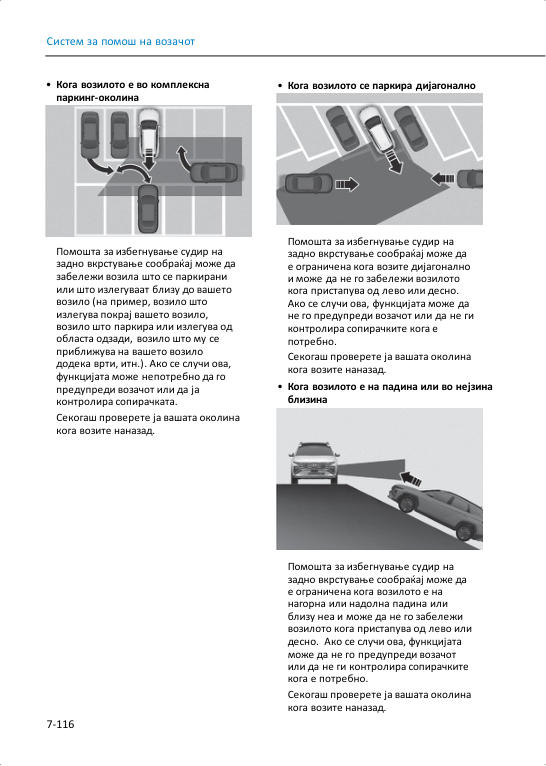 Систем за помош на возачот
• Кога возилото е во комплексна
паркинг-околина
Помошта за избегнување судир на
задно вкрстување сообраќај може да
забележи возила што се паркирани
или што излегуваат близу до вашето
возило (на пример, возило што
излегува покрај вашето возило,
возило што паркира или излегува од
областа одзади, возило што му се
приближува на вашето возило
додека врти, итн.). Ако се случи ова,
функцијата може непотребно да го
предупреди возачот или да ја
контролира сопирачката.
Секогаш проверете ја вашата околина
кога возите наназад.
• Кога возилото се паркира дијагонално
Помошта за избегнување судир на
задно вкрстување сообраќај може да
е ограничена кога возите дијагонално
и може да не го забележи возилото
кога пристапува од лево или десно.
Ако се случи ова, функцијата може да
не го предупреди возачот или да не ги
контролира сопирачките кога е
потребно.
Секогаш проверете ја вашата околина
кога возите наназад.
• Кога возилото е на падина или во нејзина
близина
Помошта за избегнување судир на
задно вкрстување сообраќај може да
е ограничена кога возилото е на
нагорна или надолна падина или
близу неа и може да не го забележи
возилото кога пристапува од лево или
десно. Ако се случи ова, функцијата
може да не го предупреди возачот
или да не ги контролира сопирачките
кога е потребно.
Секогаш проверете ја вашата околина
кога возите наназад.
7-116